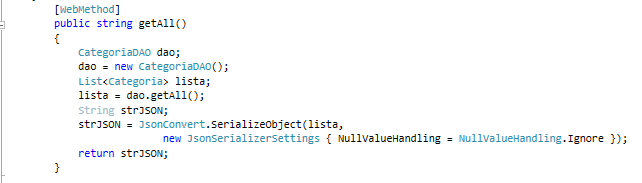 [WebMethod]
public string getAll()
{
CategoriaDAO dao;
dao = new CategoriaDAO();
List<Categoria> lista;
lista = dao.getAll();
String strJSON;
strJSON = JsonConvert.SerializeObject(lista,
new JsonSerializerSettings { NullValueHandling = NullValueHandling.Ignore });
return strJSON;
}